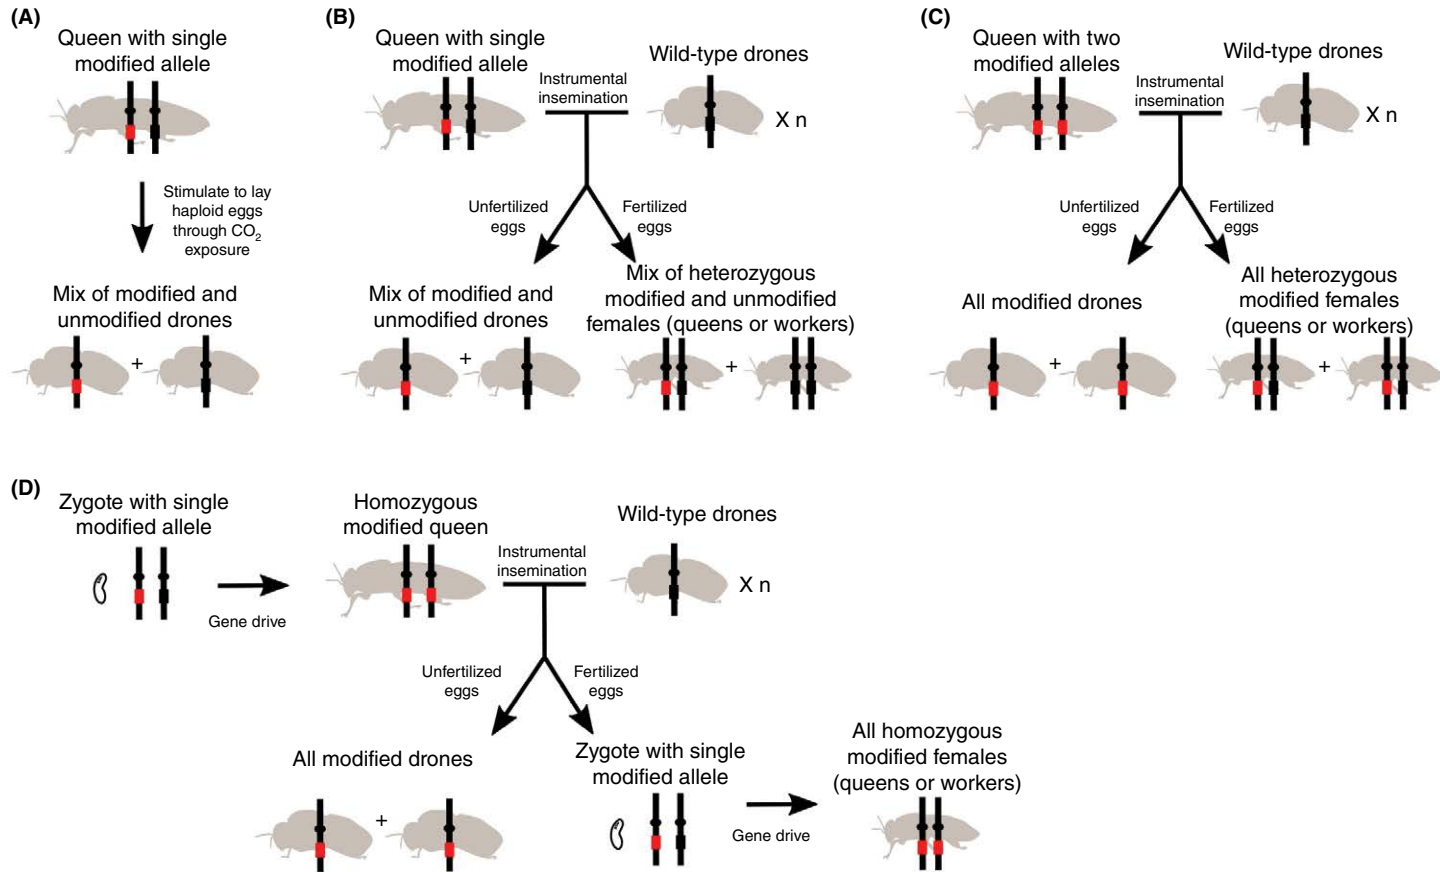 (A)
Queen with single
modified allele
Stimulate to lay
haploid eggs
through CO2
exposure
Mix of modified and
unmodified drones
+
(B)
Queen with single
modified allele
Instrumental
insemination
Wild-type drones
X n
Unfertilized
eggs
Fertilized
eggs
Mix of modified and
unmodified drones
+
Mix of heterozygous
modified and unmodified
females (queens or workers)
+
(C)
Queen with two
modified alleles
Instrumental
insemination
Wild-type drones
X n
Unfertilized
eggs
Fertilized
eggs
All modified drones
+
All heterozygous
modified females
(queens or workers)
+
(D)
Zygote with single
modified allele
Gene drive
Homozygous
modified queen
Instrumental
insemination
Wild-type drones
X n
Unfertilized
eggs
Fertilized
eggs
All modified drones
+
Zygote with single
modified allele
Gene drive
All homozygous
modified females
(queens or workers)